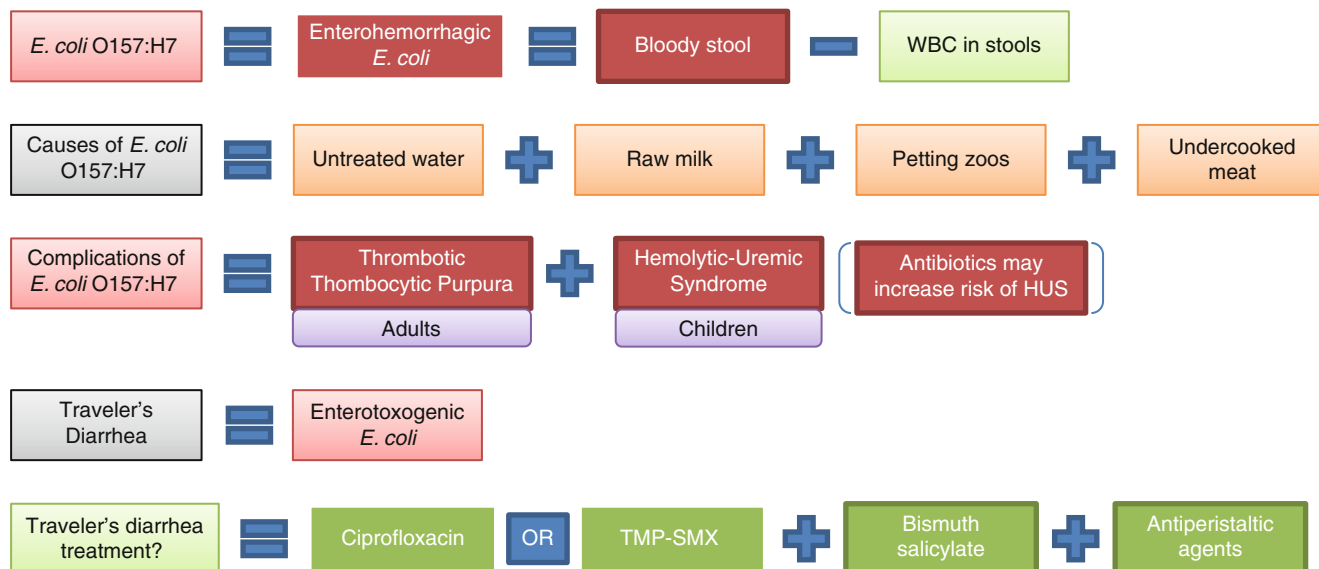 E. coli O157:H7
Enterohemorrhagic
E. coli
Bloody stool
WBC in stools
Causes of E. coli
O157:H7
Untreated water
Raw milk
Petting zoos
Undercooked
meat
Complications of
E. coli O157:H7
Thrombotic
Thombocytic Purpura
Adults
Hemolytic-Uremic
Syndrome
Children
Antibiotics may
increase risk of HUS
Traveler's
Diarrhea
Enterotoxogenic
E. coli
Traveler's diarrhea
treatment?
Ciprofloxacin
OR
TMP-SMX
Bismuth
salicylate
Antiperistaltic
agents